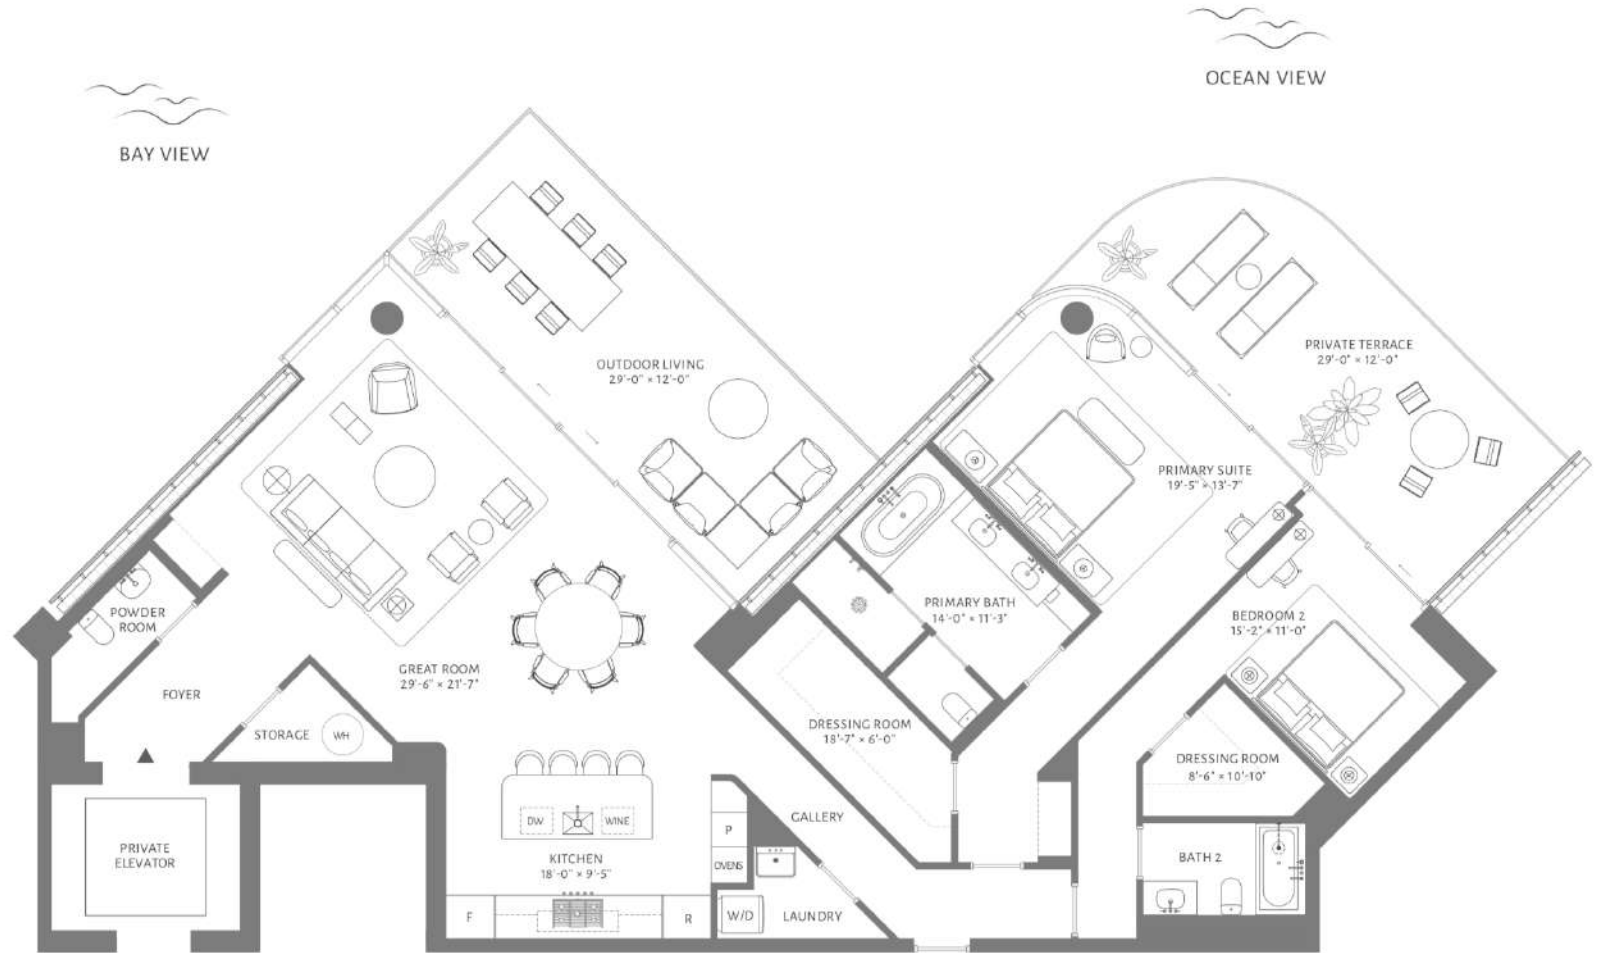 OCEAN VIEW
BAY VIEW
OUTDOOR LIVING
29'-0" × 12'-0"
PRIVATE TERRACE
29'-0" × 12'-0"
PRIMARY SUITE
19'-5" × 13'-7"
POWDER
ROOM
PRIMARY BATH
14'-0" × 11'-3"
BEDROOM 2
15'-2" × 11'-0"
GREAT ROOM
29'-6" × 21'-7"
FOYER
STORAGE
WH
DRESSING ROOM
18'-7" × 6'-0"
DRESSING ROOM
8'-6" × 10'-10"
PRIVATE
ELEVATOR
DW
WINE
P
GALLERY
KITCHEN
18'-0" × 9'-5"
OVENS
BATH 2
F
R
W/D
LAUNDRY